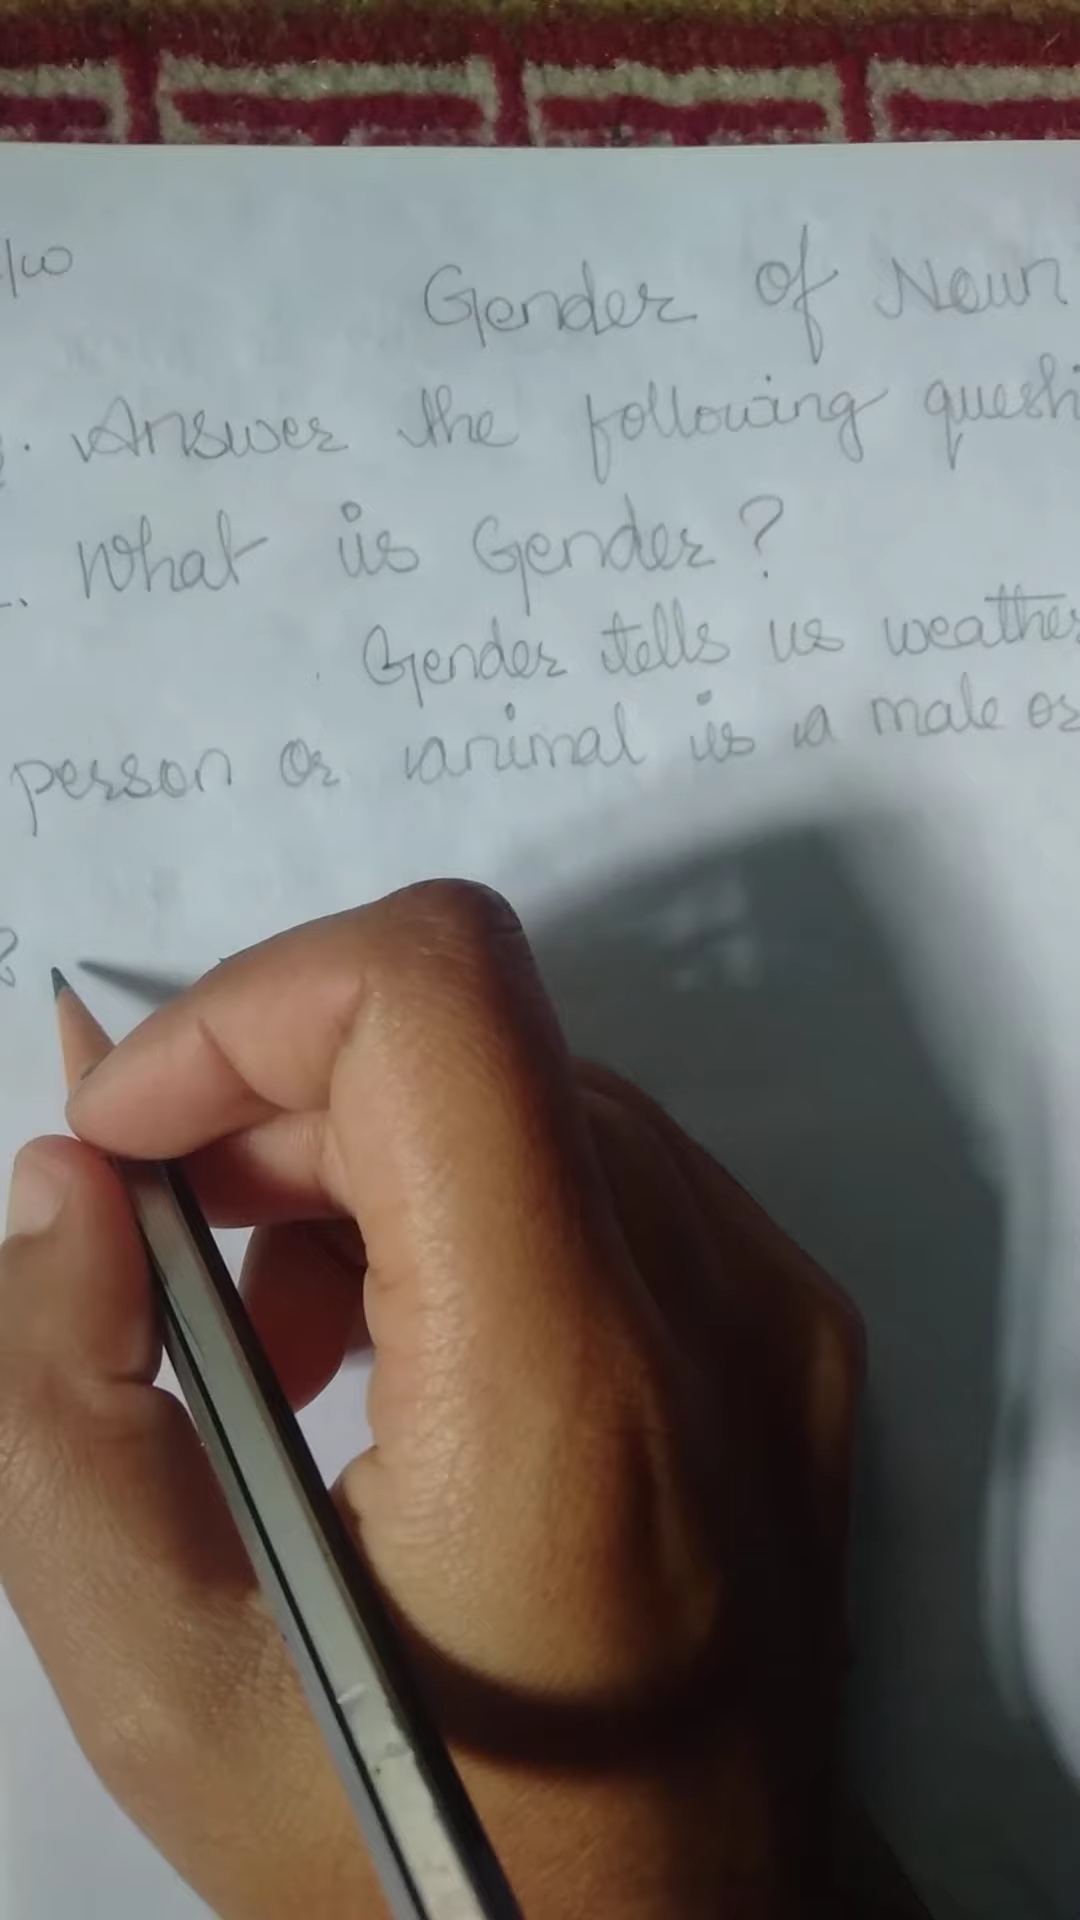 /w
Gender of Noun
. Answer the following questi
. What is Gender?
Gender tells us weather
person or animal is a male or
2